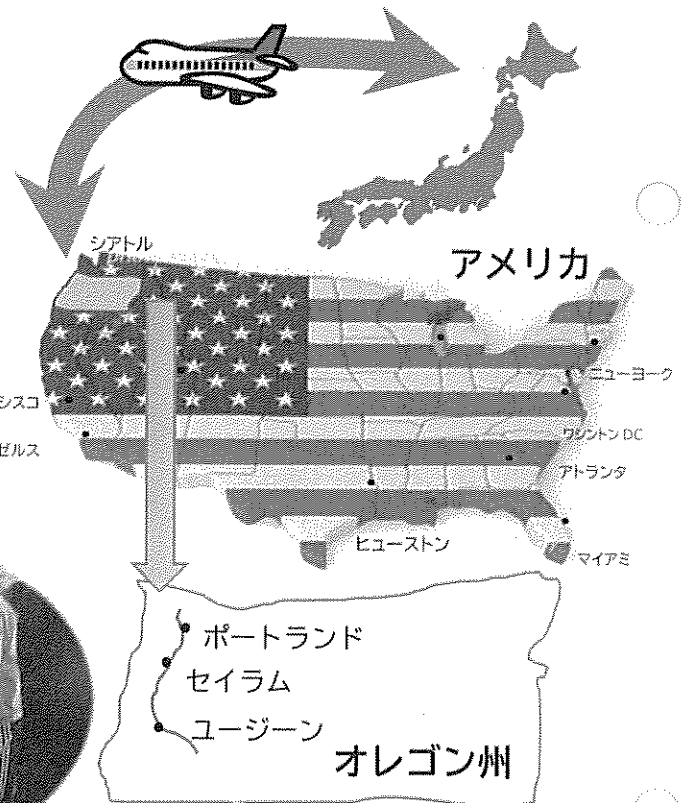 シアトル
アメリカ
ニューヨーク
シスコ
ワシントン DC
ゼルス
アトランタ
ヒューストン
マイアミ
ポートランド
セイラム
ユージーン
オレゴン州